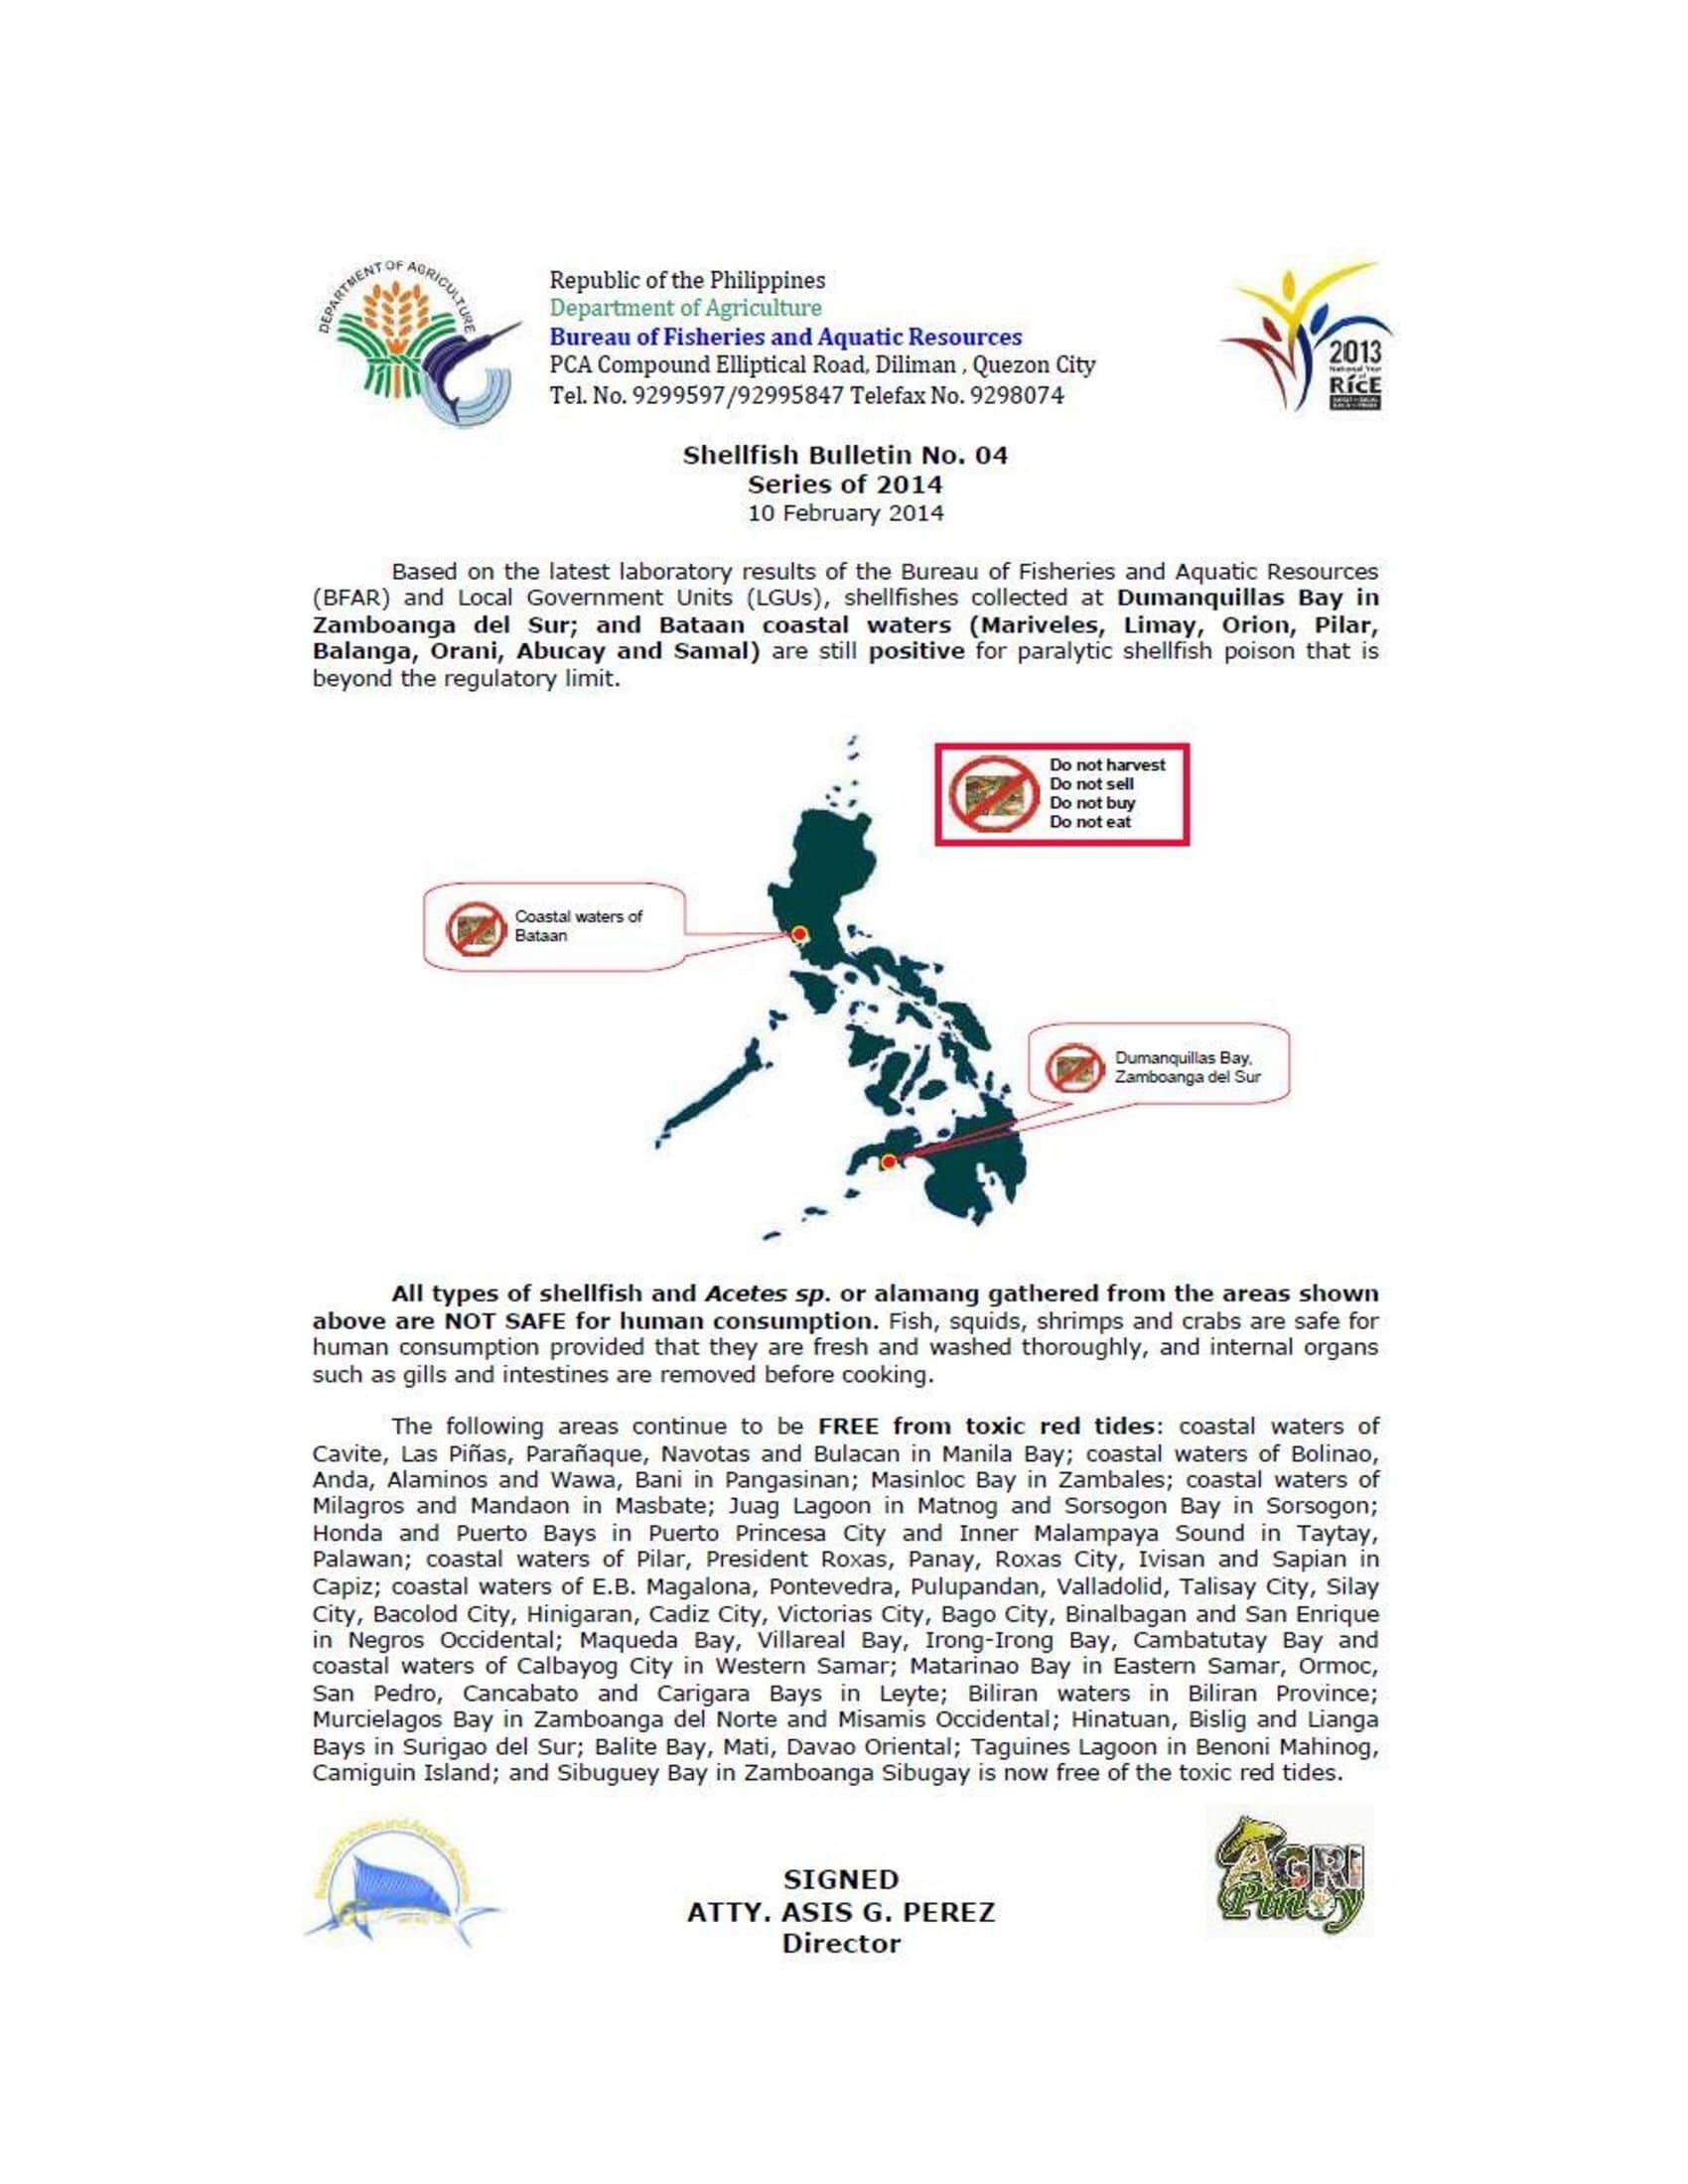 DEPARTMENT OF AGRICULTURE
Republic of the Philippines
Department of Agriculture
Bureau of Fisheries and Aquatic Resources
PCA Compound Elliptical Road, Diliman , Quezon City
Tel. No. 9299597/92995847 Telefax No. 9298074
2013
National Year
of
RiCE
Shellfish Bulletin No. 04
Series of 2014
10 February 2014
Based on the latest laboratory results of the Bureau of Fisheries and Aquatic Resources
(BFAR) and Local Government Units (LGUs), shellfishes collected at Dumanquillas Bay in
Zamboanga del Sur; and Bataan coastal waters (Mariveles, Limay, Orion, Pilar,
Balanga, Orani, Abucay and Samal) are still positive for paralytic shellfish poison that is
beyond the regulatory limit.
Do not harvest
Do not sell
Do not buy
Do not eat
Coastal waters of
Bataan
Dumanquillas Bay,
Zamboanga del Sur
All types of shellfish and Acetes sp. or alamang gathered from the areas shown
above are NOT SAFE for human consumption. Fish, squids, shrimps and crabs are safe for
human consumption provided that they are fresh and washed thoroughly, and internal organs
such as gills and intestines are removed before cooking.
The following areas continue to be FREE from toxic red tides: coastal waters of
Cavite, Las Piñas, Parañaque, Navotas and Bulacan in Manila Bay; coastal waters of Bolinao,
Anda, Alaminos and Wawa, Bani in Pangasinan; Masinloc Bay in Zambales; coastal waters of
Milagros and Mandaon in Masbate; Juag Lagoon in Matnog and Sorsogon Bay in Sorsogon;
Honda and Puerto Bays in Puerto Princesa City and Inner Malampaya Sound in Taytay,
Palawan; coastal waters of Pilar, President Roxas, Panay, Roxas City, Ivisan and Sapian in
Capiz; coastal waters of E.B. Magalona, Pontevedra, Pulupandan, Valladolid, Talisay City, Silay
City, Bacolod City, Hinigaran, Cadiz City, Victorias City, Bago City, Binalbagan and San Enrique
in Negros Occidental; Maqueda Bay, Villareal Bay, Irong-Irong Bay, Cambatutay Bay and
coastal waters of Calbayog City in Western Samar; Matarinao Bay in Eastern Samar, Ormoc,
San Pedro, Cancabato and Carigara Bays in Leyte; Biliran waters in Biliran Province;
Murcielagos Bay in Zamboanga del Norte and Misamis Occidental; Hinatuan, Bislig and Lianga
Bays in Surigao del Sur; Balite Bay, Mati, Davao Oriental; Taguines Lagoon in Benoni Mahinog,
Camiguin Island; and Sibuguey Bay in Zamboanga Sibugay is now free of the toxic red tides.
Bureau of Fisheries and Aquatic Resources
SIGNED
ATTY. ASIS G. PEREZ
Director
AGRI
Pinoy